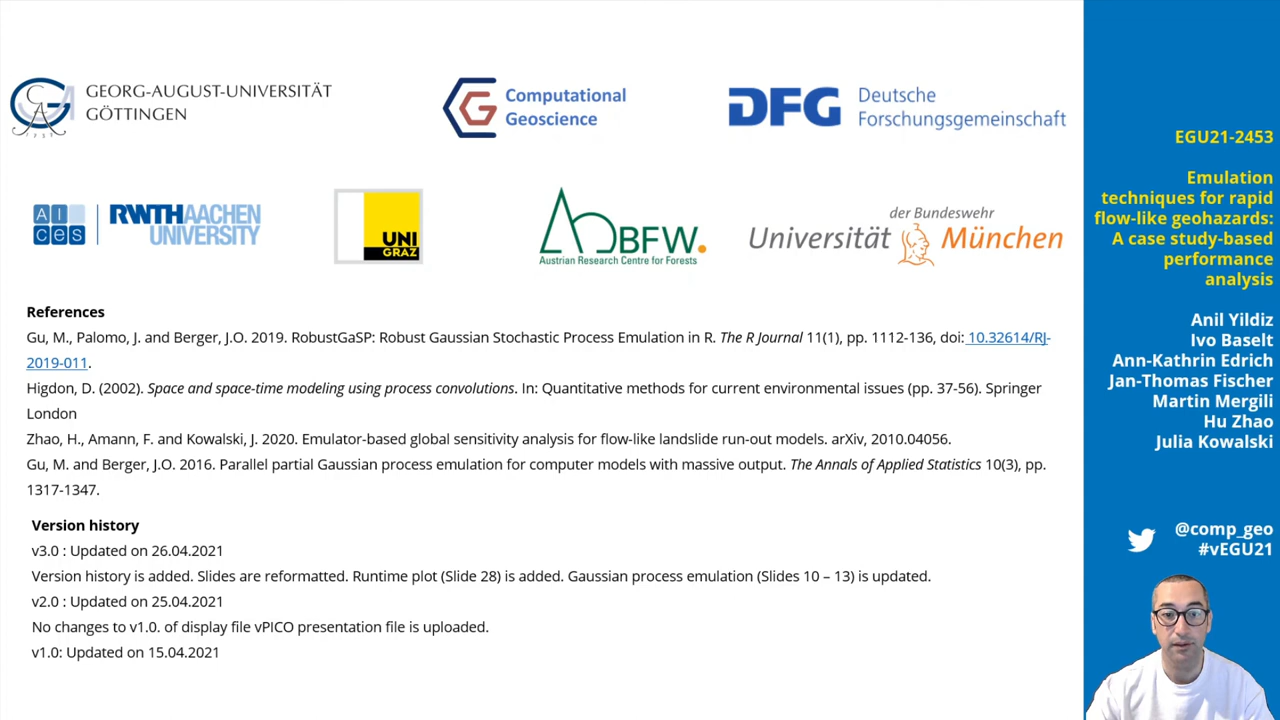 GEORG-AUGUST-UNIVERSITÄT
GÖTTINGEN
Computational
Geoscience
DFG
Deutsche
Forschungsgemeinschaft
AICES
RWTHAACHEN
UNIVERSITY
UNI
GRAZ
BFW.
Austrian Research Centre for Forests
der Bundeswehr
Universität München
References
Gu, M., Palomo, J. and Berger, J.O. 2019. RobustGaSP: Robust Gaussian Stochastic Process Emulation in R. The R Journal 11(1), pp. 1112-136, doi: 10.32614/RJ-
2019-011.
Higdon, D. (2002). Space and space-time modeling using process convolutions. In: Quantitative methods for current environmental issues (pp. 37-56). Springer
London
Zhao, H., Amann, F. and Kowalski, J. 2020. Emulator-based global sensitivity analysis for flow-like landslide run-out models. arXiv, 2010.04056.
Gu, M. and Berger, J.O. 2016. Parallel partial Gaussian process emulation for computer models with massive output. The Annals of Applied Statistics 10(3), pp.
1317-1347.
Version history
v3.0 : Updated on 26.04.2021
Version history is added. Slides are reformatted. Runtime plot (Slide 28) is added. Gaussian process emulation (Slides 10 – 13) is updated.
v2.0 : Updated on 25.04.2021
No changes to v1.0. of display file vPICO presentation file is uploaded.
v1.0: Updated on 15.04.2021
EGU21-2453
Emulation
techniques for rapid
flow-like geohazards:
A case study-based
performance
analysis
Anil Yildiz
Ivo Baselt
Ann-Kathrin Edrich
Jan-Thomas Fischer
Martin Mergili
Hu Zhao
Julia Kowalski
@comp_geo
#vEGU21